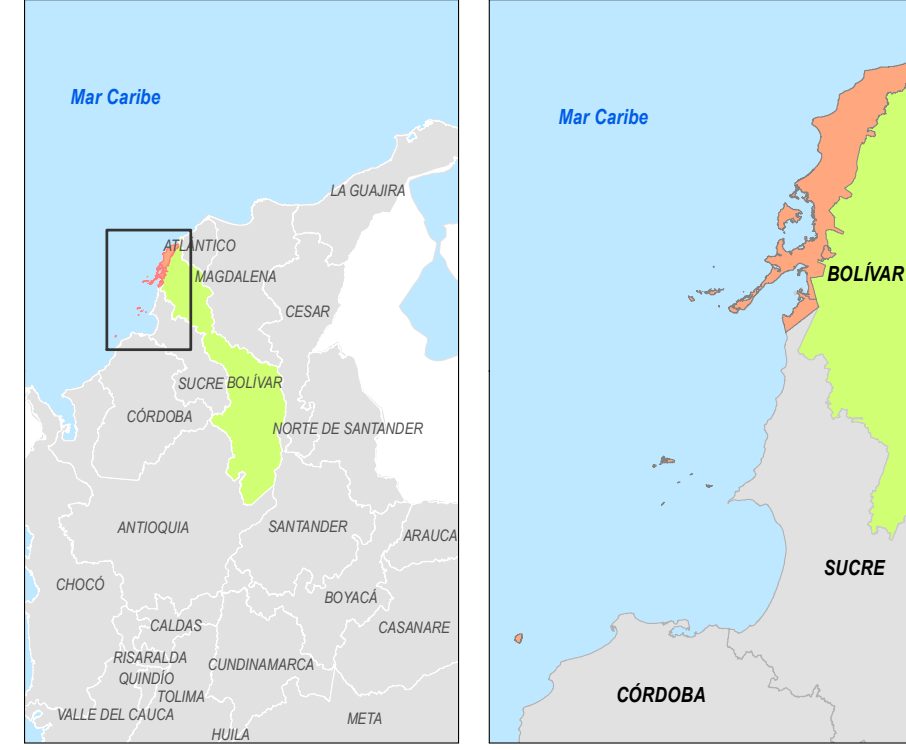 Mar Caribe
LA GUAJIRA
ATLÁNTICO
MAGDALENA
CESAR
SUCRE
BOLÍVAR
CÓRDOBA
NORTE DE SANTANDER
ANTIOQUIA
SANTANDER
ARAUCA
CHOCÓ
BOYACÁ
CALDAS
CASANARE
RISARALDA
CUNDINAMARCA
QUINDÍO
TOLIMA
VALLE DEL CAUCA
META
HUILA
Mar Caribe
BOLÍVAR
SUCRE
CÓRDOBA